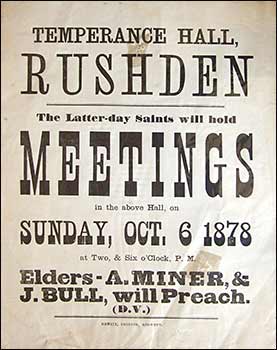 TEMPERANCE HALL,
RUSHDEN
The Latter-day Saints will hold
MEETINGS
in the above Hall, on
SUNDAY, OCT. 6 1878
at Two, & Six o'Clock, P. M.
Elders - A. MINER, &
J. BULL, will Preach.
(D.V.)